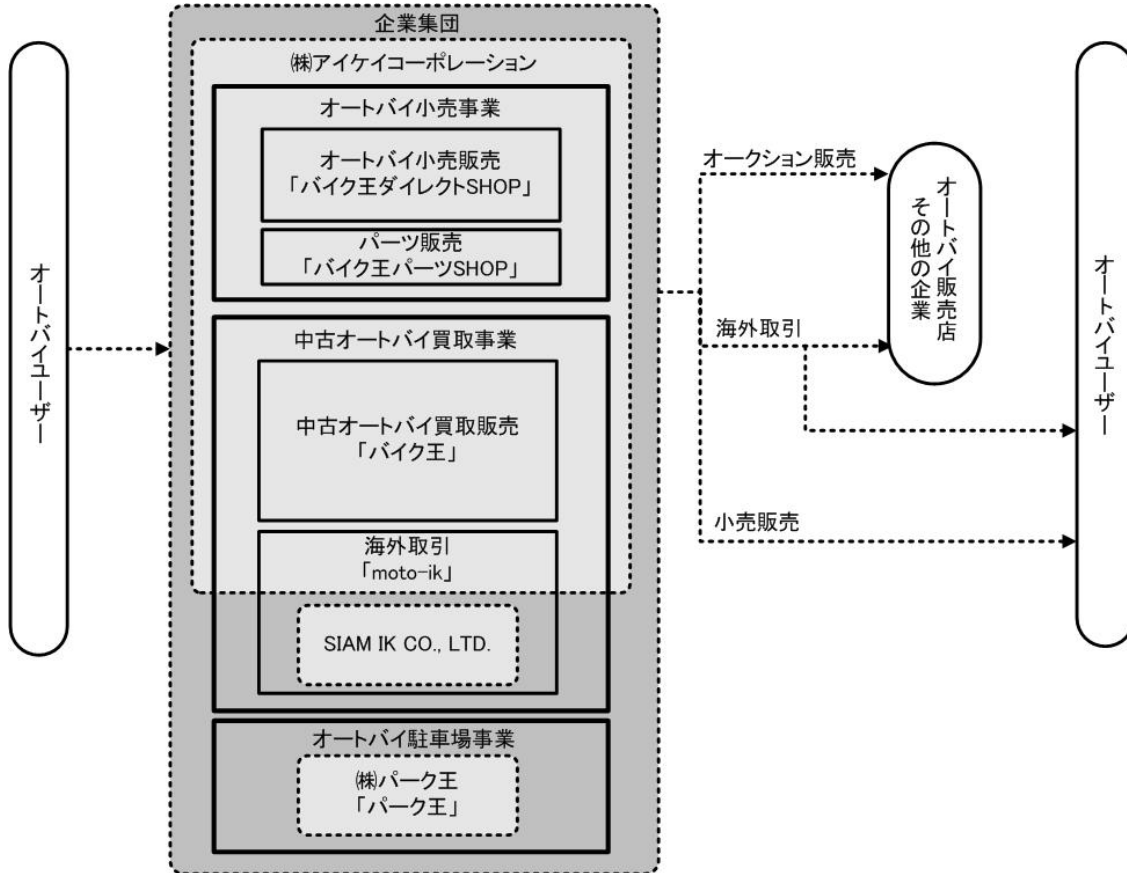 企業集団
㈱アイケイコーポレーション
オートバイ小売事業
オートバイ小売販売
「バイク王ダイレクトSHOP」
パーツ販売
「バイク王パーツSHOP」
中古オートバイ買取事業
中古オートバイ買取販売
「バイク王」
海外取引
「moto-ik」
SIAM IK CO., LTD.
オートバイ駐車場事業
㈱パーク王
「パーク王」
オートバイユーザー
オークション販売
海外取引
小売販売
オートバイ販売店
その他の企業
オートバイユーザー